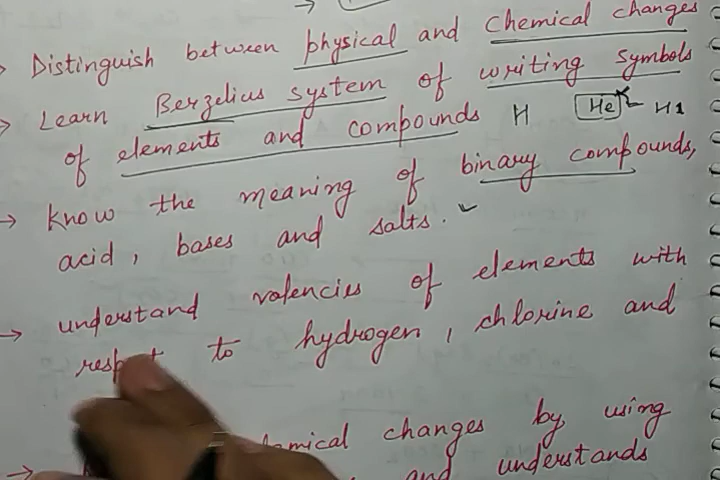 →
→ Distinguish between physical and chemical changes
→ Learn Berzelius system of writing symbols
of elements and compounds H He H1
→ know the meaning of binary compounds,
acid, bases and salts.
→ understand valencies of elements with
to hydrogen, chlorine and
→ changes by using
and understands